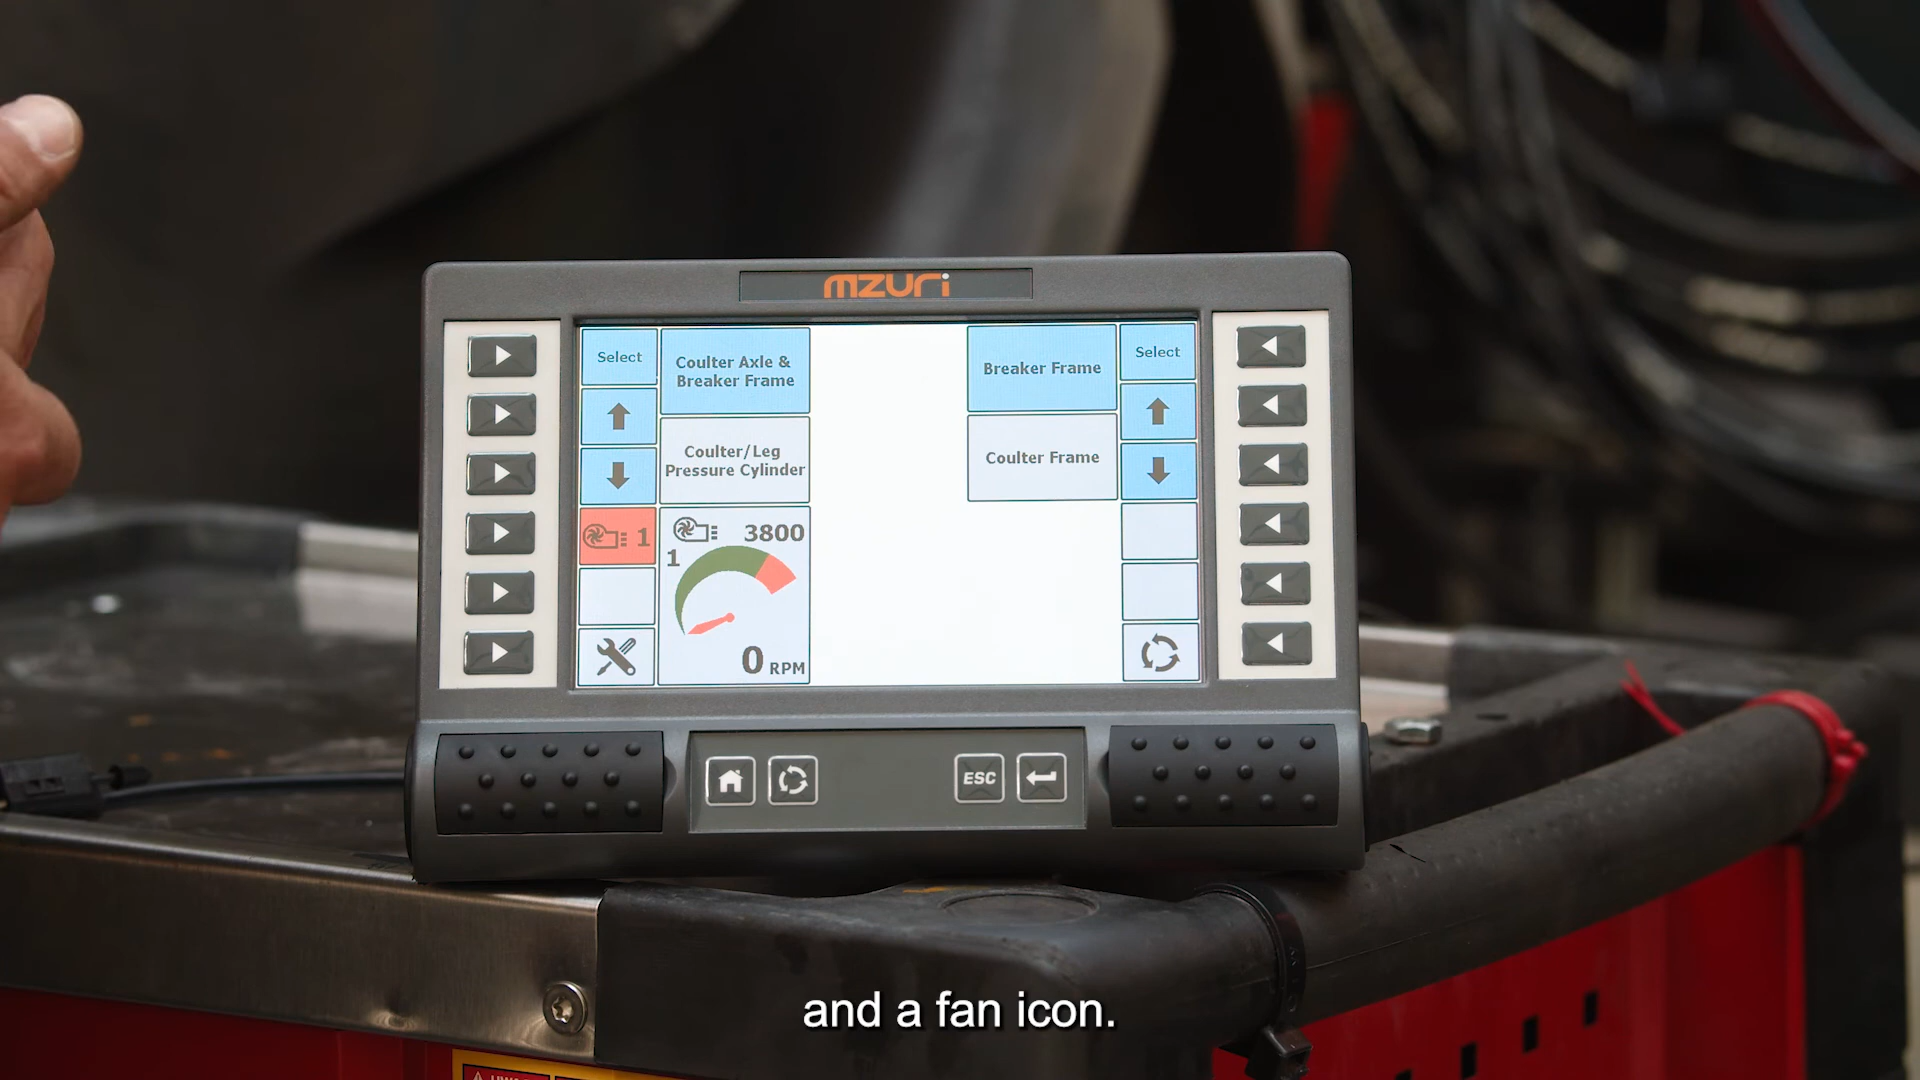 mzuri
Select
Coulter Axle &
Breaker Frame
Coulter/Leg
Pressure Cylinder
1
3800
1
0 RPM
Breaker Frame
Select
Coulter Frame
ESC
and a fan icon.